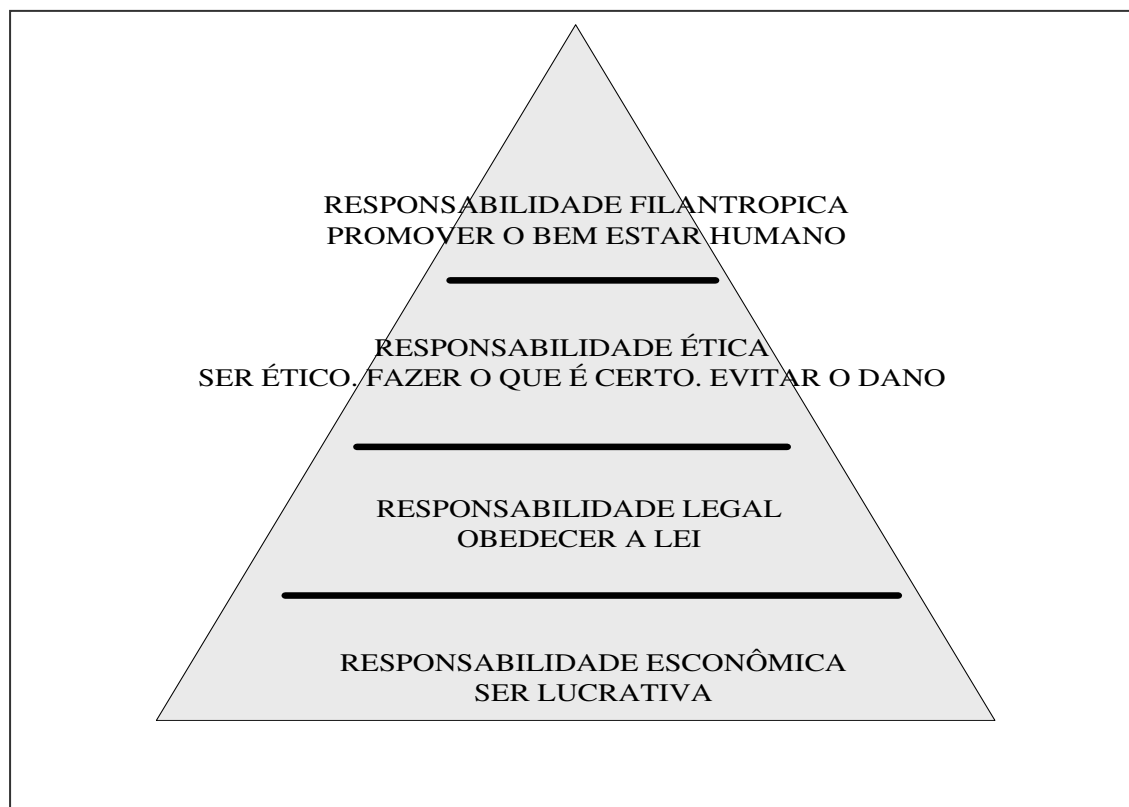 RESPONSABILIDADE FILANTROPICA
PROMOVER O BEM ESTAR HUMANO
RESPONSABILIDADE ÉTICA
SER ÉTICO. FAZER O QUE É CERTO. EVITAR O DANO
RESPONSABILIDADE LEGAL
OBEDECER A LEI
RESPONSABILIDADE ESCONÔMICA
SER LUCRATIVA